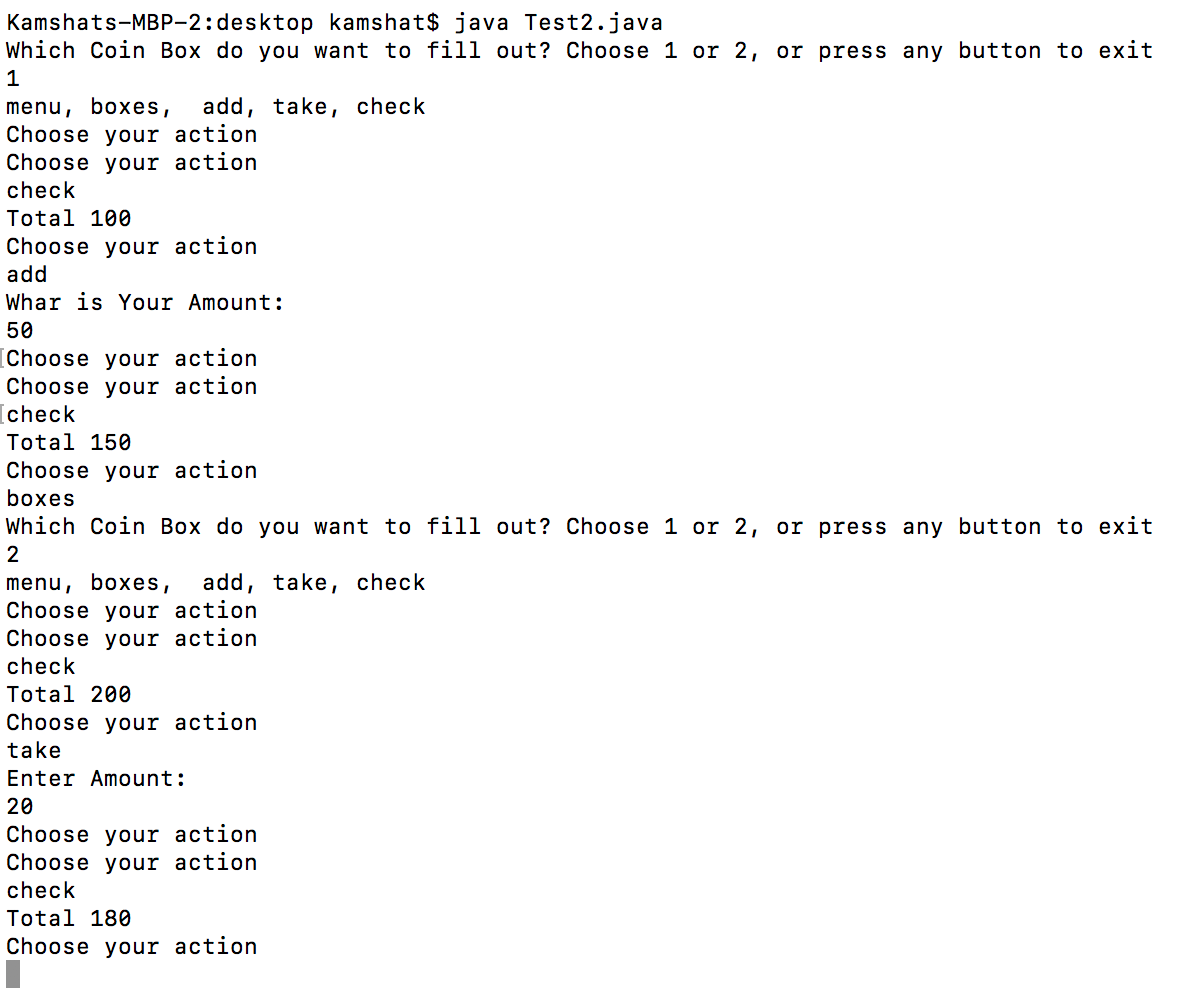 Kamshats-MBP-2:desktop kamshat$ java Test2.java
Which Coin Box do you want to fill out? Choose 1 or 2, or press any button to exit
1
menu, boxes,  add, take, check
Choose your action
Choose your action
check
Total 100
Choose your action
add
Whar is Your Amount:
50
[Choose your action
Choose your action
[check
Total 150
Choose your action
boxes
Which Coin Box do you want to fill out? Choose 1 or 2, or press any button to exit
2
menu, boxes,  add, take, check
Choose your action
Choose your action
check
Total 200
Choose your action
take
Enter Amount:
20
Choose your action
Choose your action
check
Total 180
Choose your action